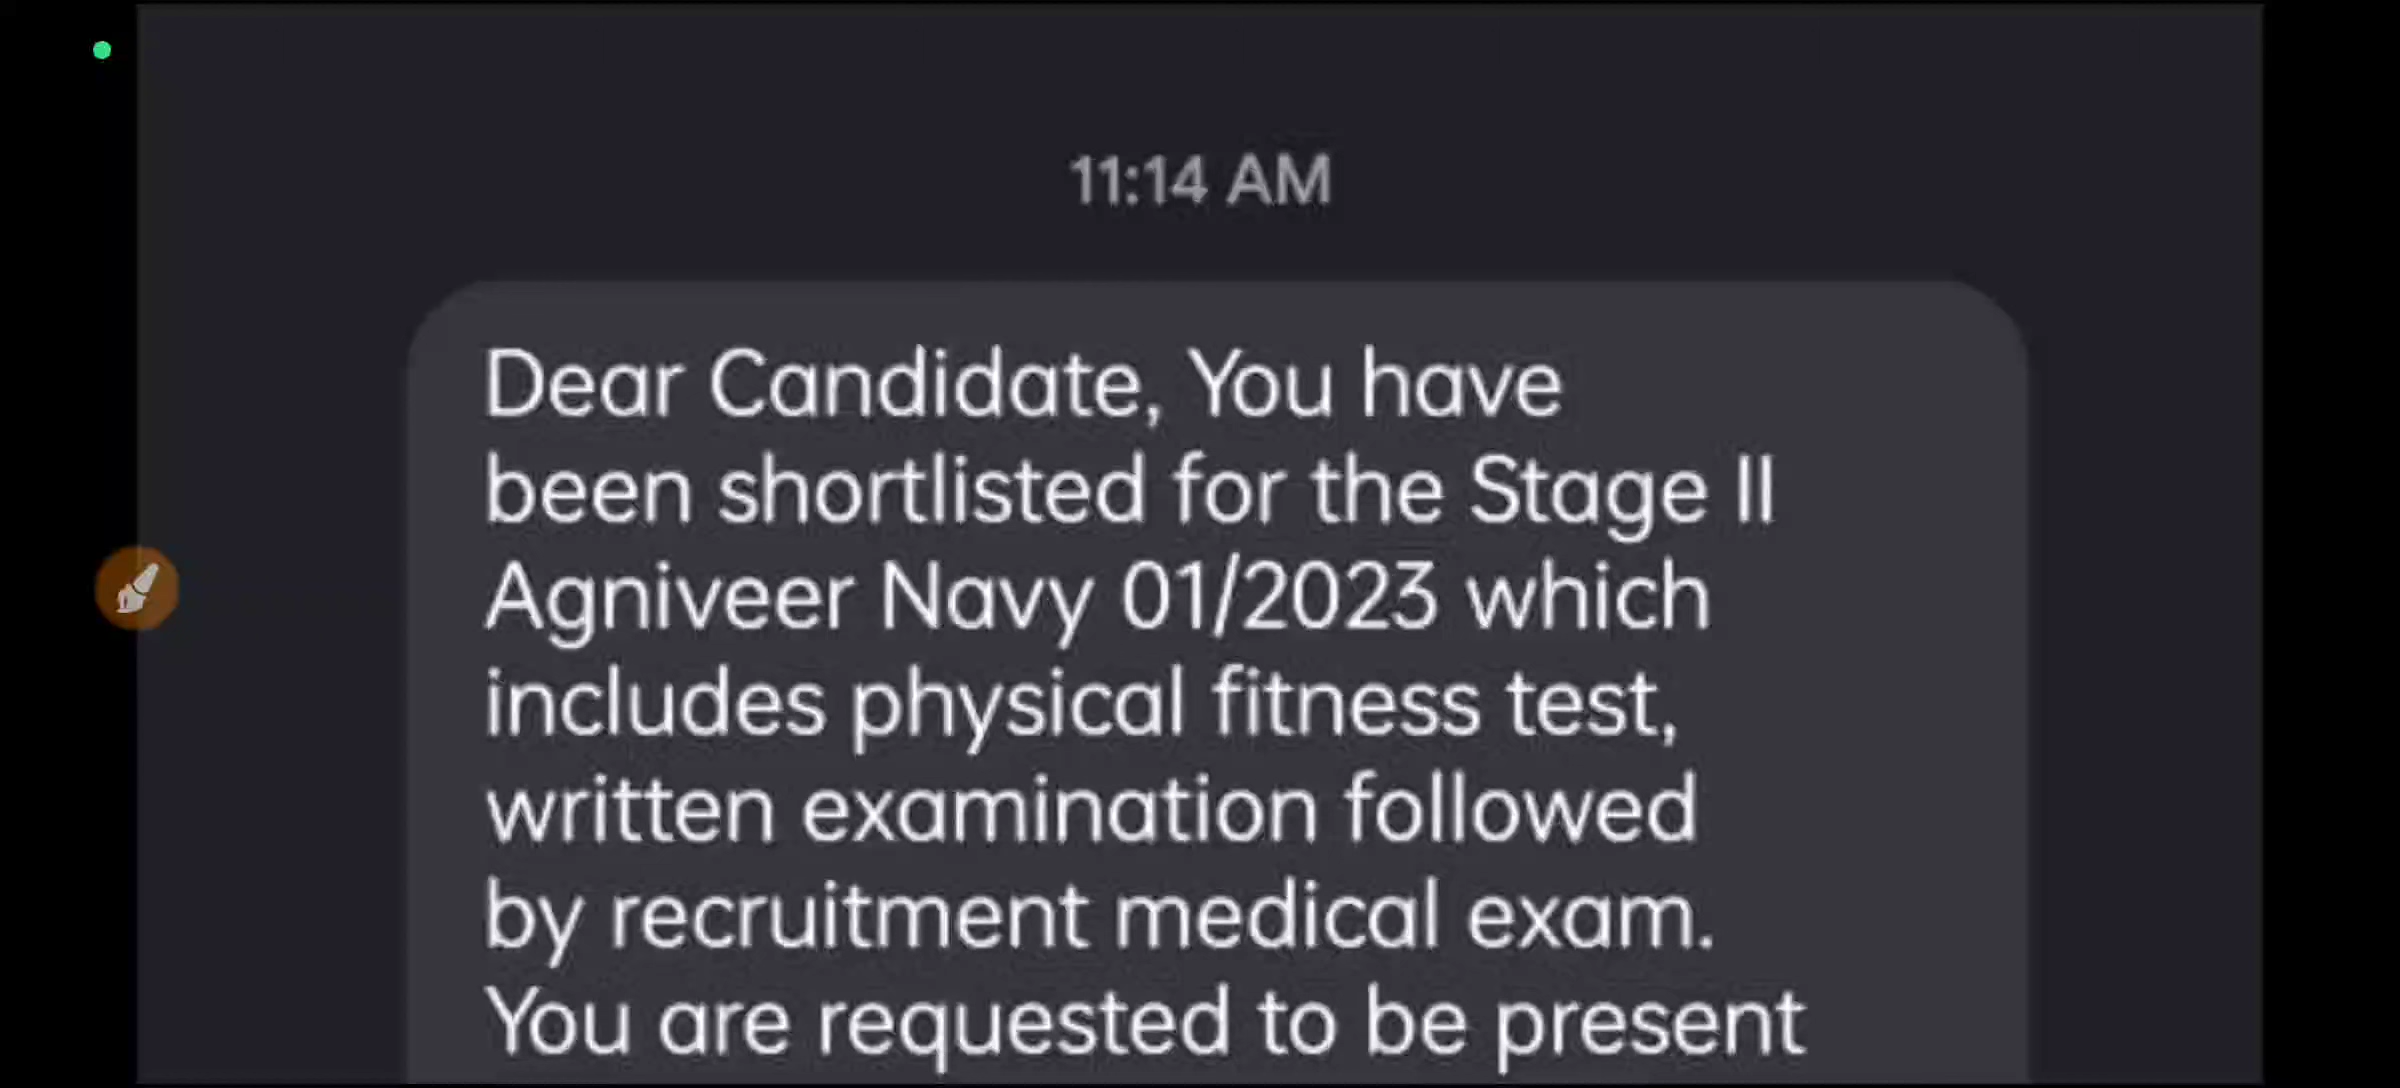 11:14 AM
Dear Candidate, You have
been shortlisted for the Stage II
Agniveer Navy 01/2023 which
includes physical fitness test,
written examination followed
by recruitment medical exam.
You are requested to be present